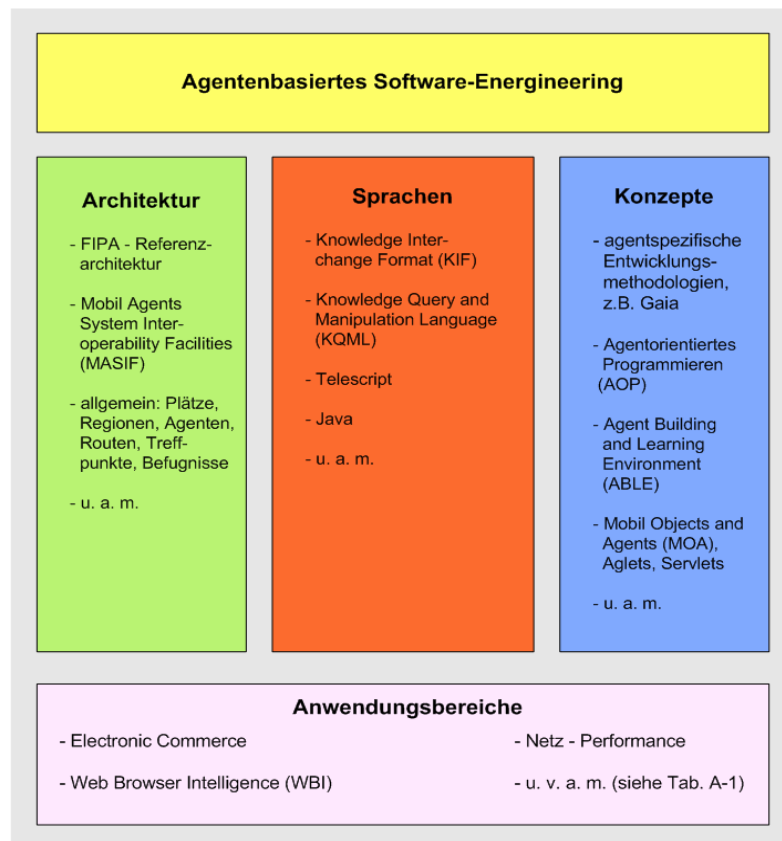 Agentenbasiertes Software-Energineering
Architektur
- FIPA - Referenz-
architektur
- Mobil Agents
System Inter-
operability Facilities
(MASIF)
- allgemein: Plätze,
Regionen, Agenten,
Routen, Treff-
punkte, Befugnisse
- u. a. m.
Sprachen
- Knowledge Inter-
change Format (KIF)
- Knowledge Query and
Manipulation Language
(KQML)
- Telescript
- Java
- u. a. m.
Konzepte
- agentspezifische
Entwicklungs-
methodologien,
z.B. Gaia
- Agentorientiertes
Programmieren
(AOP)
- Agent Building
and Learning
Environment
(ABLE)
- Mobil Objects and
Agents (MOA),
Aglets, Servlets
- u. a. m.
Anwendungsbereiche
- Electronic Commerce
- Web Browser Intelligence (WBI)
- Netz - Performance
- u. v. a. m. (siehe Tab. A-1)